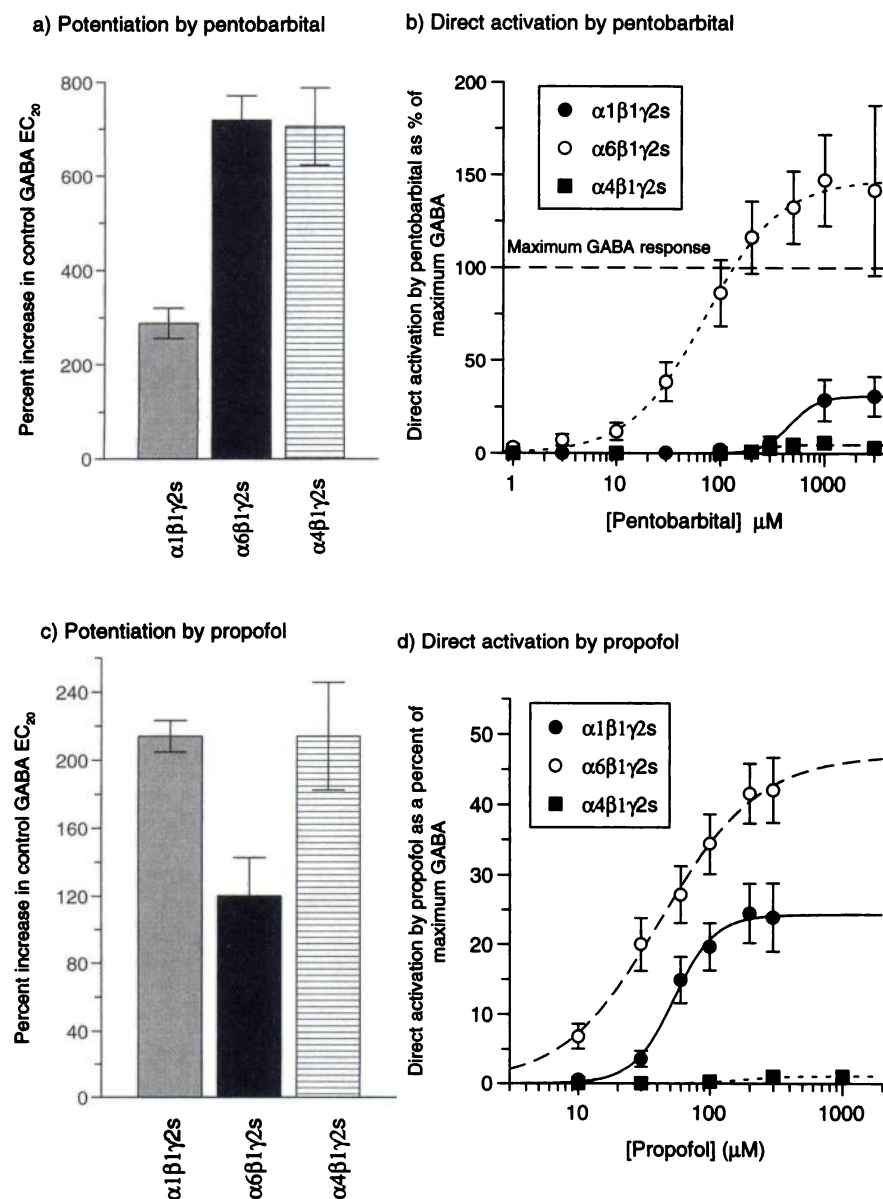 a) Potentiation by pentobarbital
Percent increase in control GABA EC20
800
600
400
200
0
α1β1γ2s
α6β1γ2s
α4β1γ2s
b) Direct activation by pentobarbital
Direct activation by pentobarbital as % of
maximum GABA
200
150
100
50
0
α1β1γ2s
α6β1γ2s
α4β1γ2s
Maximum GABA response
1 10 100 1000
[Pentobarbital] µM
c) Potentiation by propofol
Percent increase in control GABA EC20
240
200
160
120
80
40
0
α1β1γ2s
α6β1γ2s
α4β1γ2s
d) Direct activation by propofol
Direct activation by propofol as a percent of
maximum GABA
50
40
30
20
10
0
α1β1γ2s
α6β1γ2s
α4β1γ2s
10 100 1000
[Propofol] (µM)